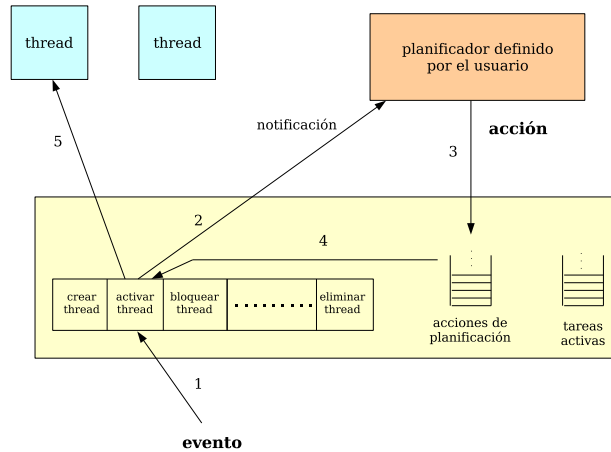 thread
thread
planificador definido
por el usuario
notificación
acción
5
3
2
4
crear
thread
activar
thread
bloquear
thread
eliminar
thread
acciones de
planificación
tareas
activas
1
evento